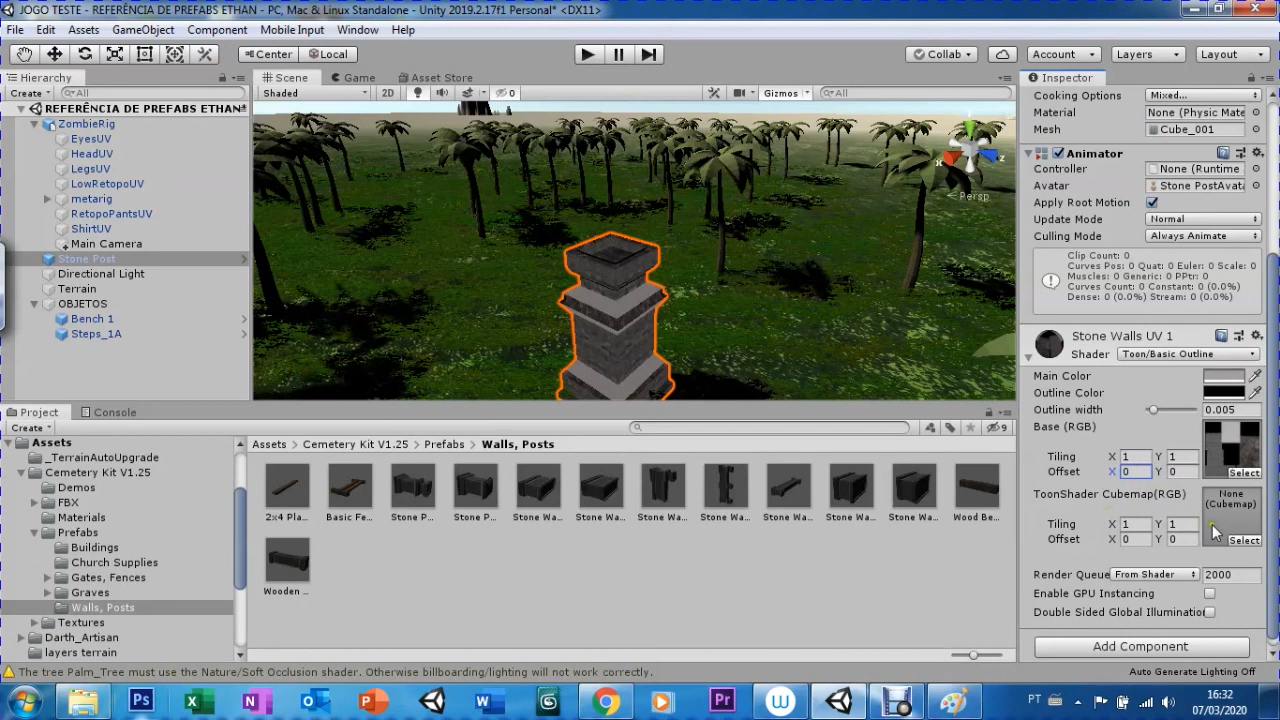 JOGO TESTE - REFERÊNCIA DE PREFABS ETHAN - PC, Mac & Linux Standalone - Unity 2019.2.17f1 Personal* <DX11>
File Edit Assets GameObject Component Mobile Input Window Help
Center Local Collab Account Layers Layout
Hierarchy Scene Game Asset Store Inspector
Create All Shaded 2D 0 Gizmos All
REFERÊNCIA DE PREFABS ETHAN
ZombieRig
EyesUV
HeadUV
LegsUV
LowRetopoUV
metarig
RetopoPantsUV
ShirtUV
Main Camera
Stone Post
Directional Light
Terrain
OBJETOS
Bench 1
Steps_1A
x z
Persp
Cooking Options Mixed...
Material None (Physic Mate
Mesh Cube_001
Animator
Controller None (Runtime
Avatar Stone PostAvata
Apply Root Motion
Update Mode Normal
Culling Mode Always Animate
Clip Count: 0
Curves Pos: 0 Quat: 0 Euler: 0 Scale: 0
Muscles: 0 Generic: 0 PPtr: 0
Curves Count: 0 Constant: 0 (0.0%)
Dense: 0 (0.0%) Stream: 0 (0.0%)
Stone Walls UV 1
Shader Toon/Basic Outline
Main Color
Outline Color
Outline width 0.005
Base (RGB)
Tiling X 1 Y 1
Offset X 0 Y 0 Select
ToonShader Cubemap(RGB) None
(Cubemap)
Tiling X 1 Y 1
Offset X 0 Y 0 Select
Render Queue From Shader 2000
Enable GPU Instancing
Double Sided Global Illumination
Add Component
Project Console
Create 9
Assets
_TerrainAutoUpgrade
Cemetery Kit V1.25
Demos
FBX
Materials
Prefabs
Buildings
Church Supplies
Gates, Fences
Graves
Walls, Posts
Textures
Darth_Artisan
layers terrain
Assets Cemetery Kit V1.25 Prefabs Walls, Posts
2x4 Pla... Basic Fe... Stone P... Stone P... Stone Wa... Stone Wa... Stone Wa... Stone Wa... Stone Wa... Stone Wa... Stone Wa... Wood Be...
Wooden ...
The tree Palm_Tree must use the Nature/Soft Occlusion shader. Otherwise billboarding/lighting will not work correctly. Auto Generate Lighting Off
Ps X N O P W Pr W
PT 16:32
07/03/2020